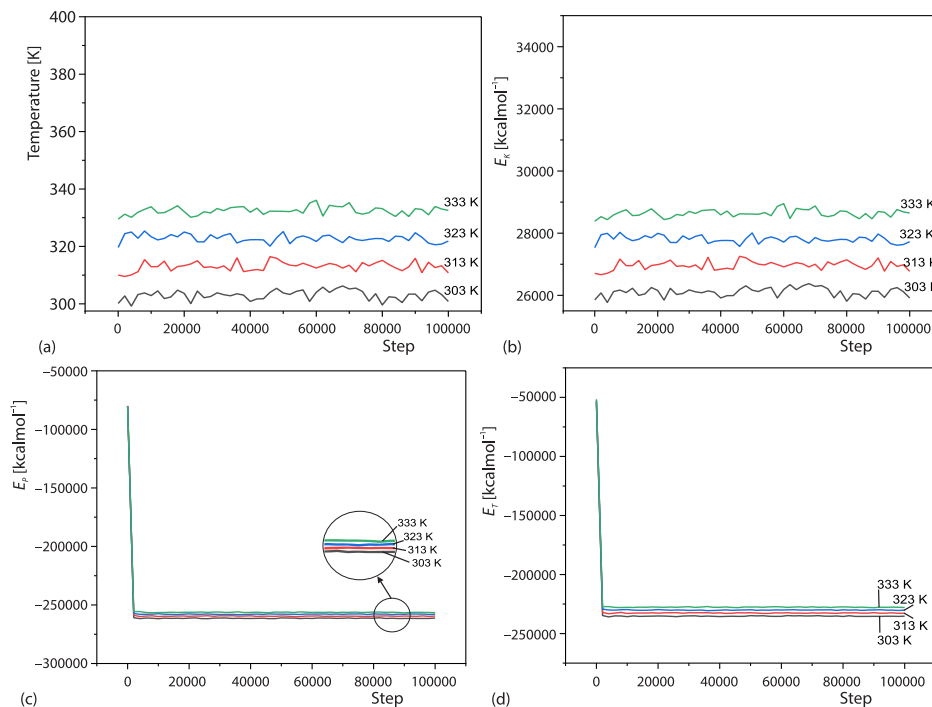 400
380
360
340
320
300
Temperature [K]
333 K
323 K
313 K
303 K
0 20000 40000 60000 80000 100000
Step
(a)
34000
32000
30000
28000
26000
E_K [kcalmol⁻¹]
333 K
323 K
313 K
303 K
0 20000 40000 60000 80000 100000
Step
(b)
−50000
−100000
−150000
−200000
−250000
−300000
E_P [kcalmol⁻¹]
333 K
323 K
313 K
303 K
0 20000 40000 60000 80000 100000
Step
(c)
−50000
−100000
−150000
−200000
−250000
E_T [kcalmol⁻¹]
333 K
323 K
313 K
303 K
0 20000 40000 60000 80000 100000
Step
(d)